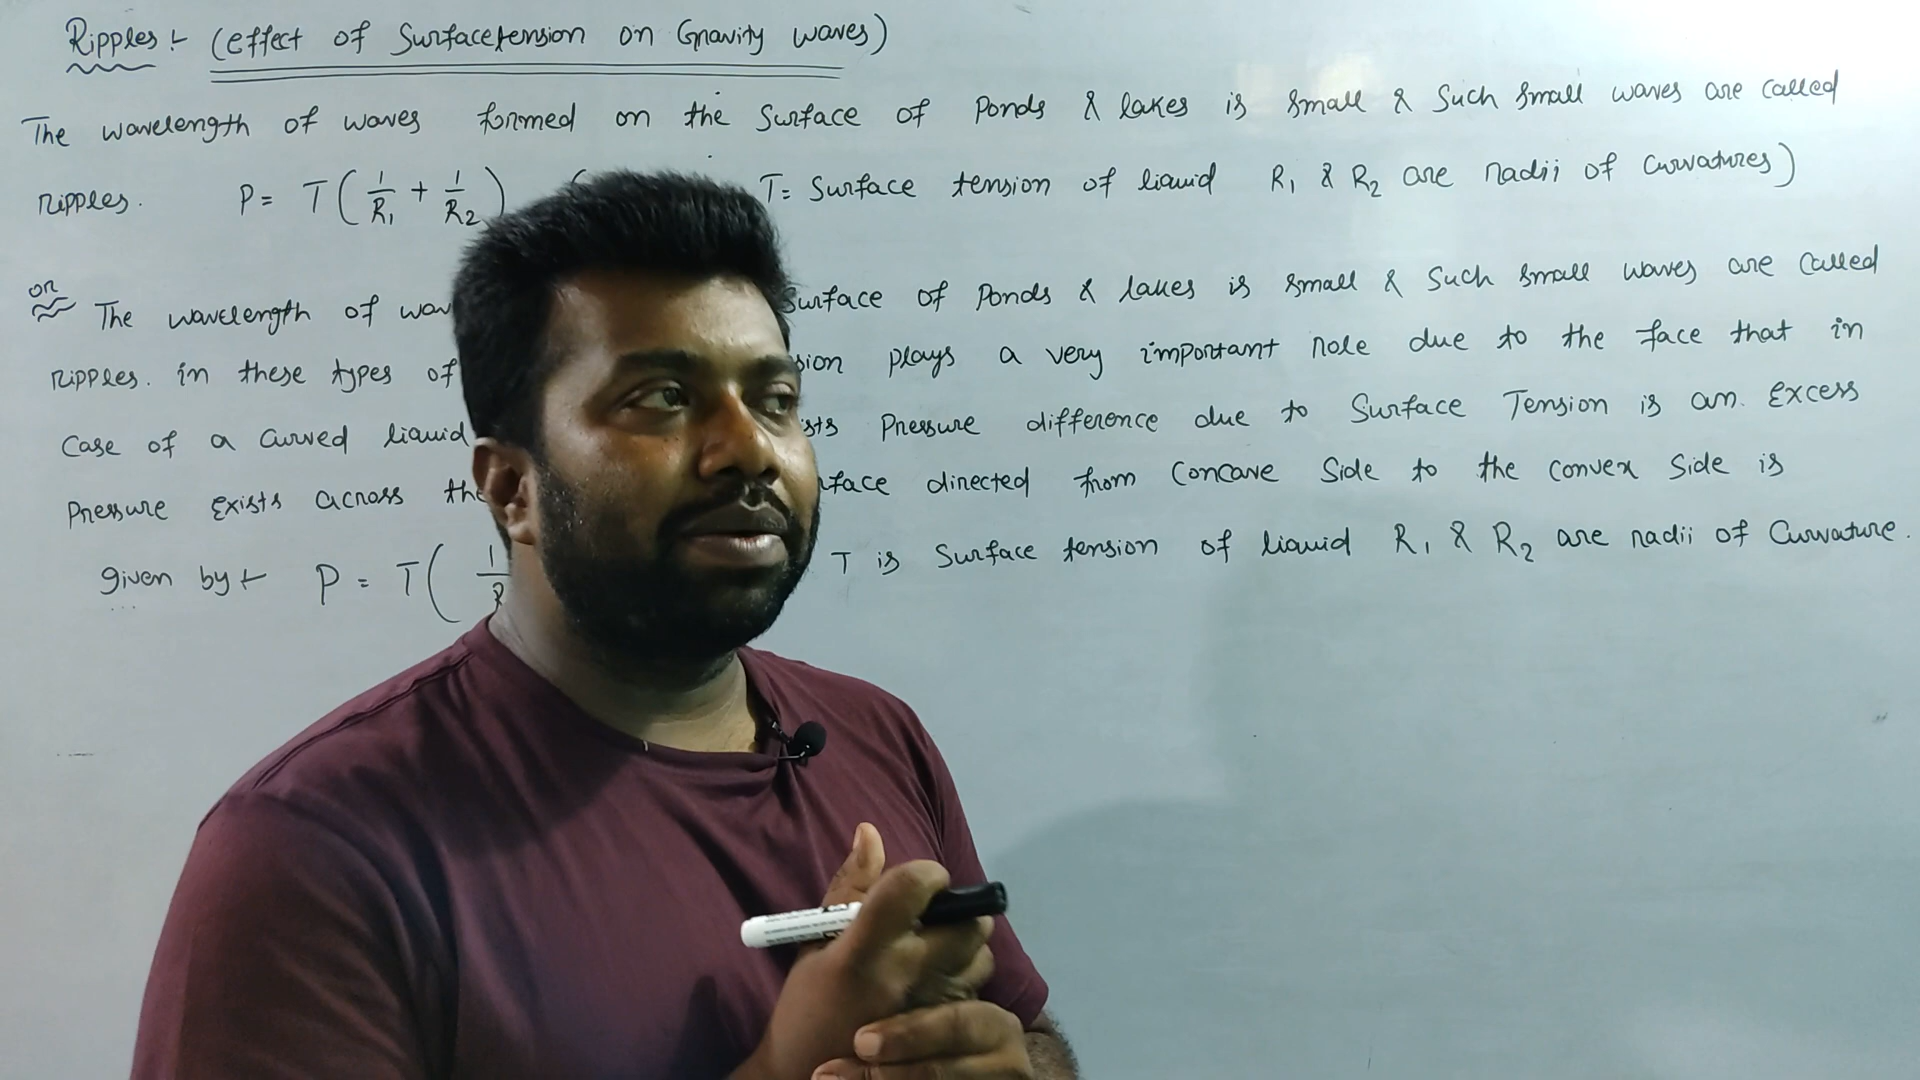 Ripples :- (effect of Surfacetension on Gravity waves)
The wavelength of waves formed on the Surface of Ponds & lakes is small & Such small waves are called
ripples. P = T ( 1/R1 + 1/R2 ) ( T = Surface tension of liquid R1 & R2 are radii of curvatures)
or The wavelength of wav Surface of Ponds & lakes is small & Such small waves are called
ripples. in these types of sion plays a very important role due to the face that in
Case of a curved liquid ists Pressure difference due to Surface Tension is an. excess
Pressure exists across the rface directed from Concave Side to the convex Side is
given by :- P = T ( 1/R T is Surface tension of liquid R1 & R2 are radii of Curvature.